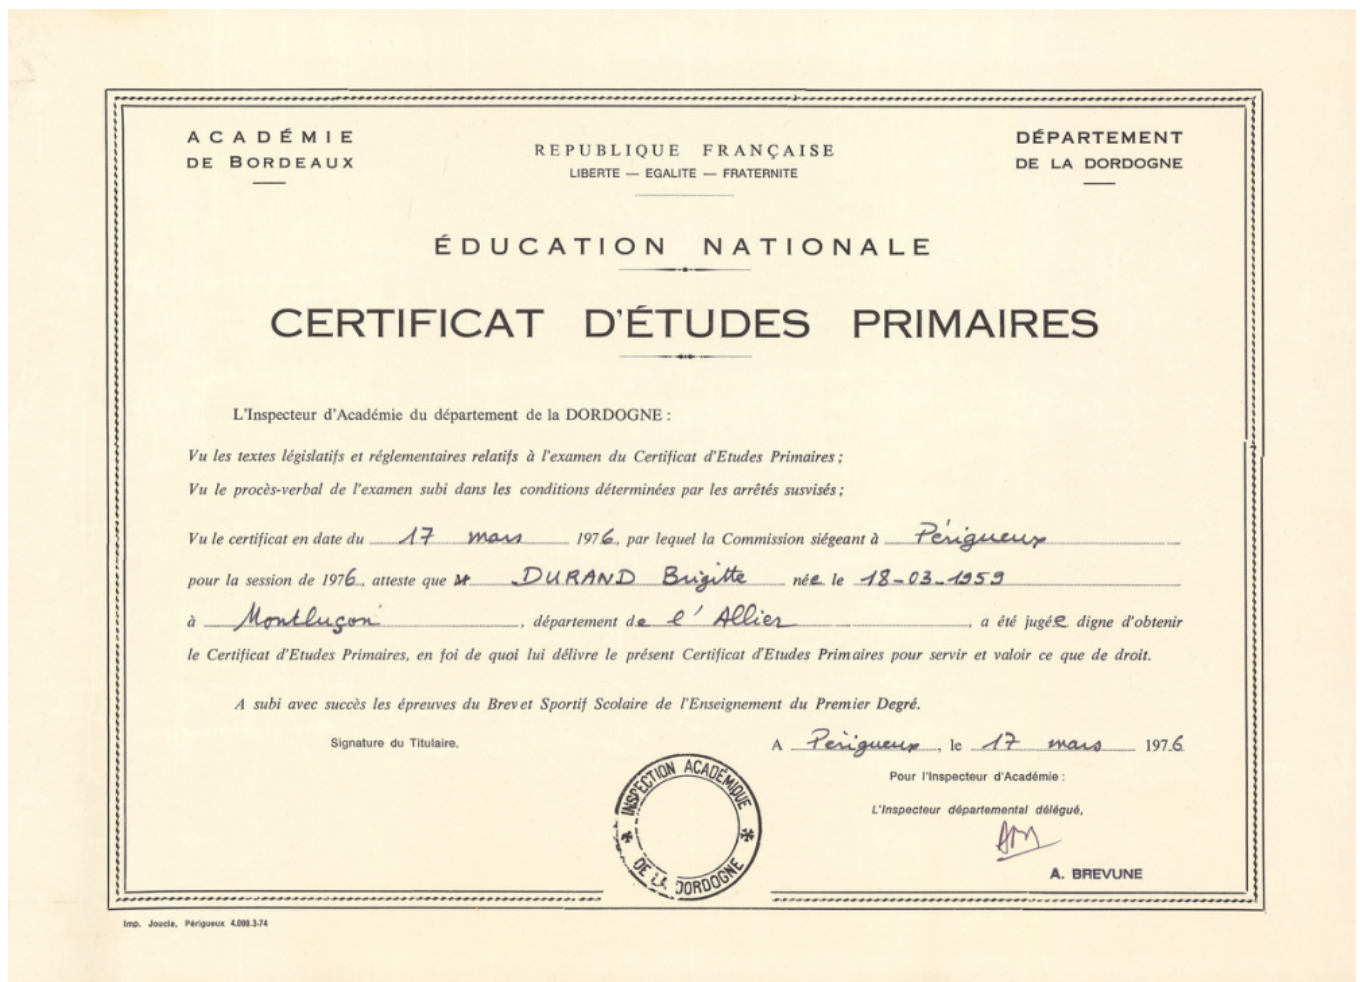 ACADÉMIE
DE BORDEAUX
REPUBLIQUE FRANÇAISE
LIBERTE — EGALITE — FRATERNITE
DÉPARTEMENT
DE LA DORDOGNE
ÉDUCATION NATIONALE
CERTIFICAT D'ÉTUDES PRIMAIRES
L'Inspecteur d'Académie du département de la DORDOGNE :
Vu les textes législatifs et réglementaires relatifs à l'examen du Certificat d'Etudes Primaires ;
Vu le procès-verbal de l'examen subi dans les conditions déterminées par les arrêtés susvisés ;
Vu le certificat en date du 17 mars 1976, par lequel la Commission siégeant à Périgueux
pour la session de 1976, atteste que M DURAND Brigitte née le 18-03-1959
à Montluçon, département de l'Allier, a été jugée digne d'obtenir
le Certificat d'Etudes Primaires, en foi de quoi lui délivre le présent Certificat d'Etudes Primaires pour servir et valoir ce que de droit.
A subi avec succès les épreuves du Brevet Sportif Scolaire de l'Enseignement du Premier Degré.
Signature du Titulaire,
A Périgueux, le 17 mars 1976
Pour l'Inspecteur d'Académie :
L'Inspecteur départemental délégué,
A. BREVUNE
INSPECTION ACADÉMIQUE
DE LA DORDOGNE
Imp. Joucla, Périgueux 4.098.3-74